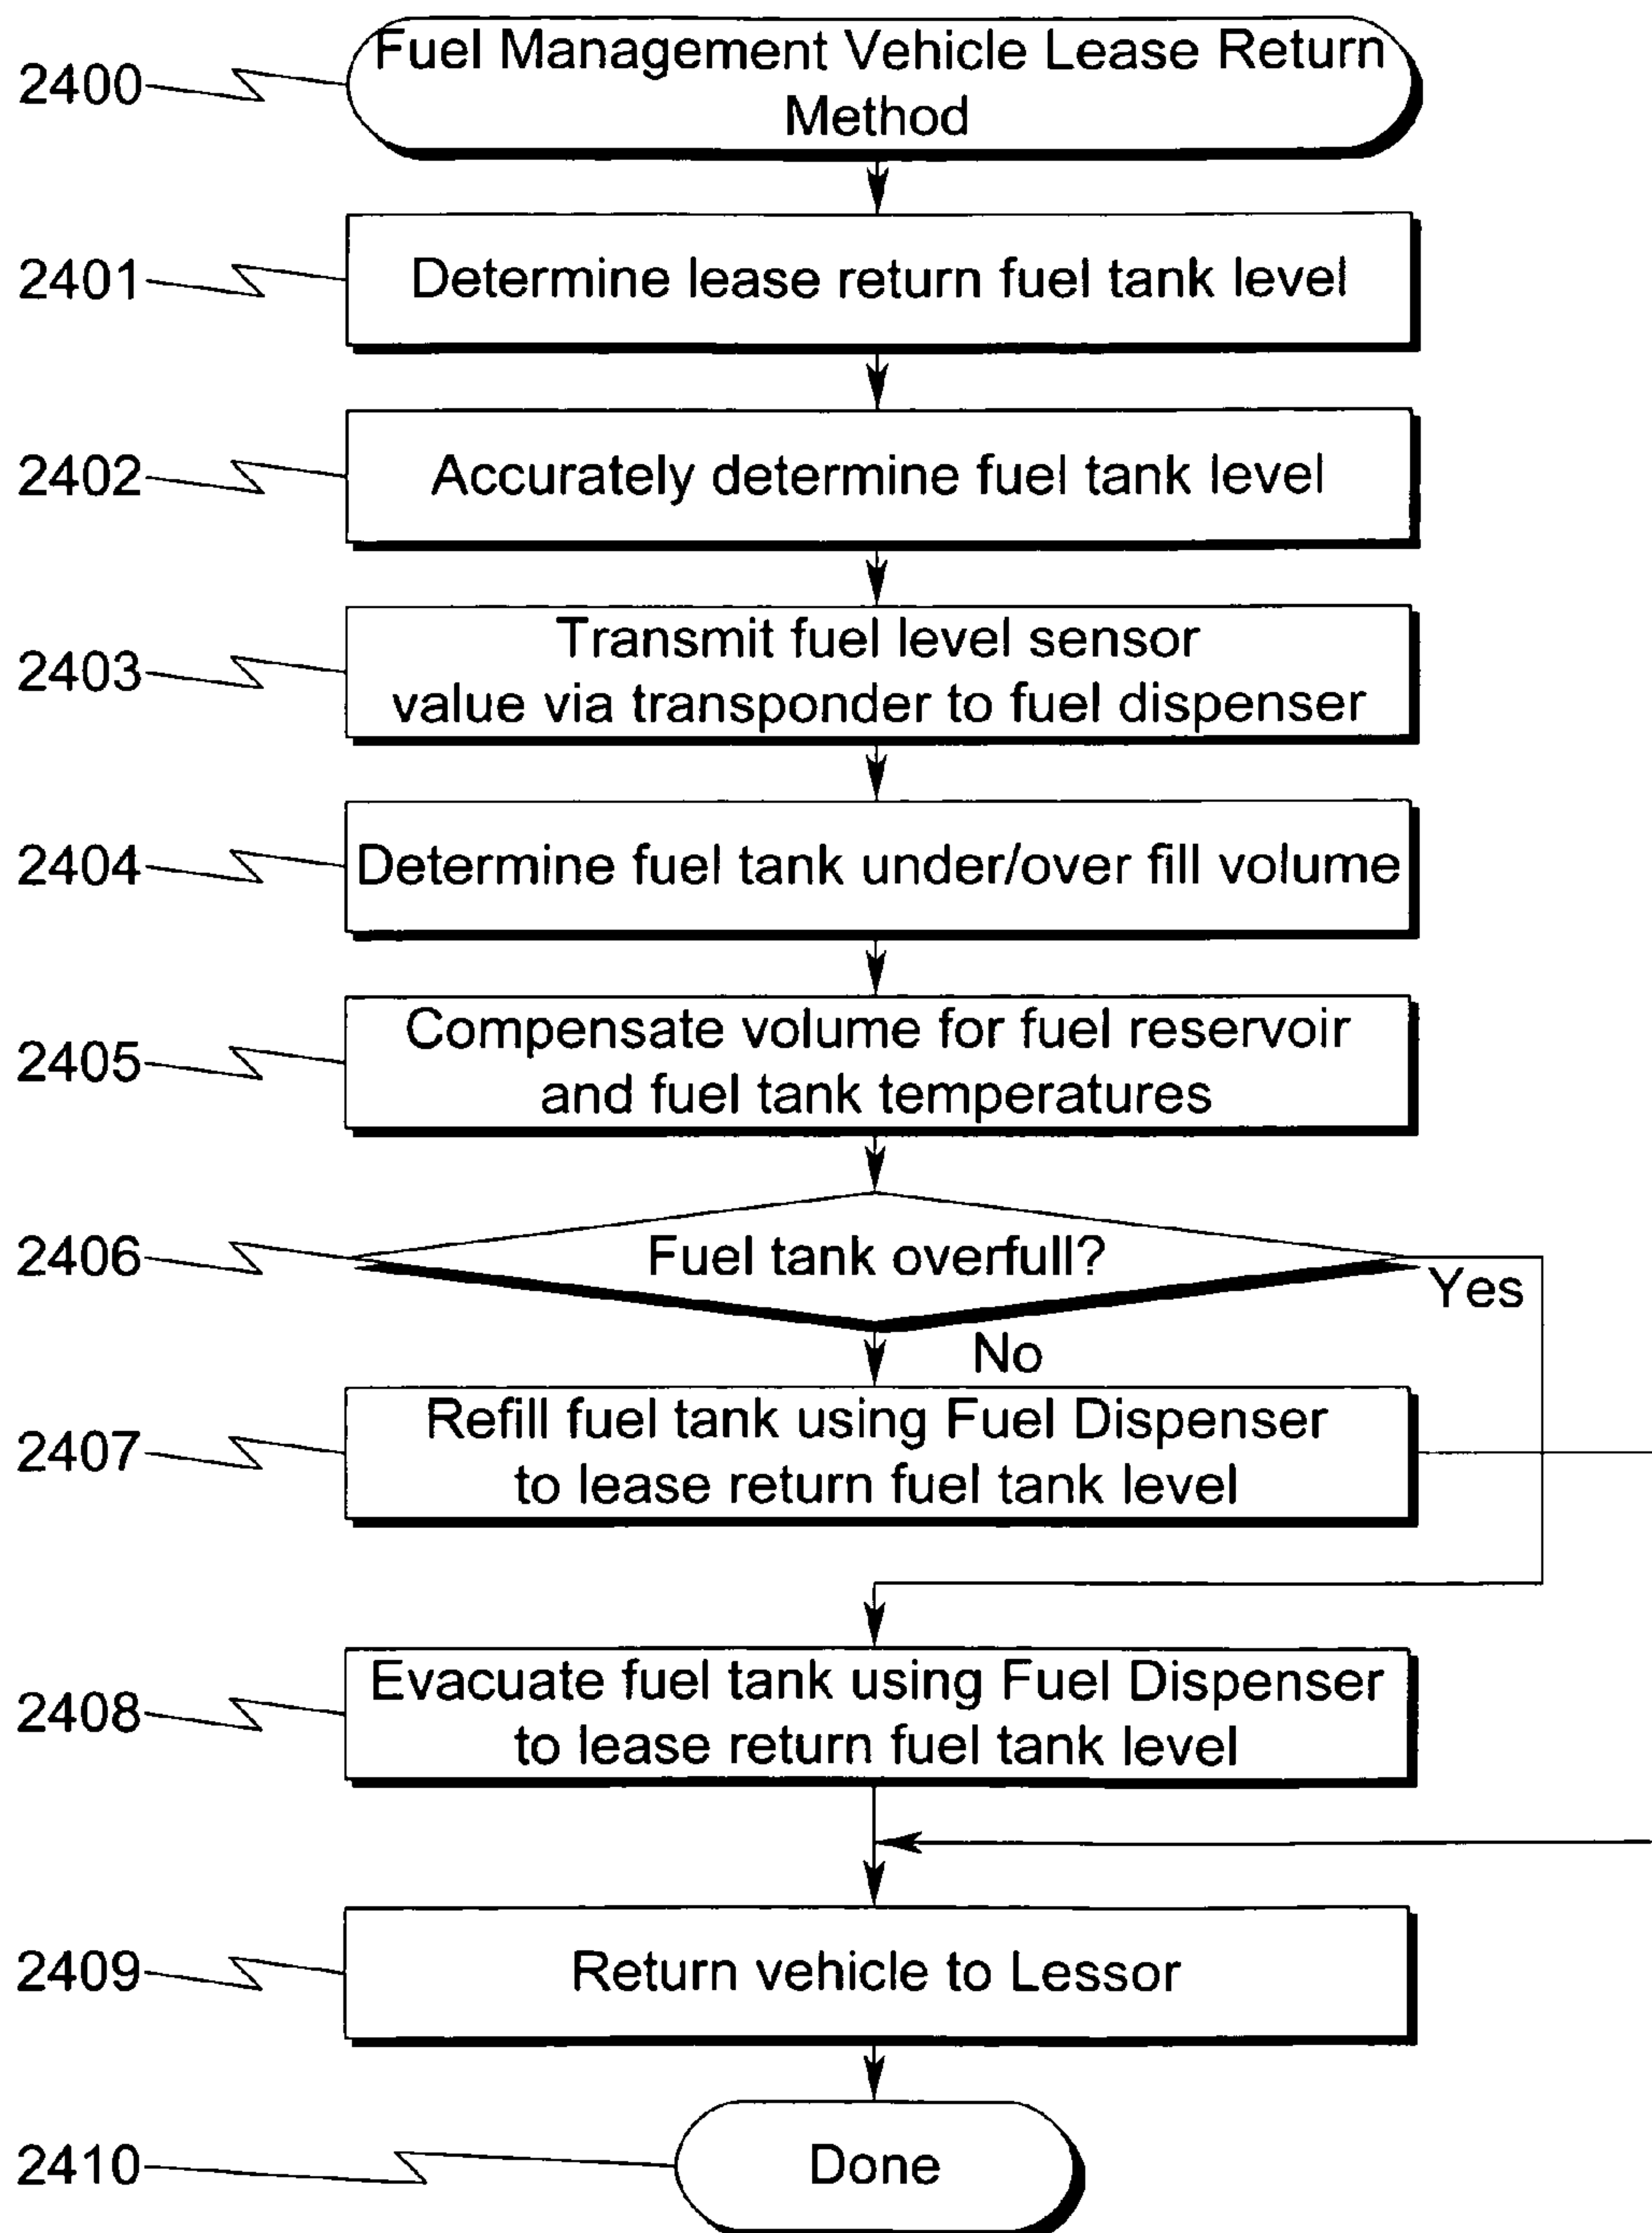 2400
Fuel Management Vehicle Lease Return
Method
2401
Determine lease return fuel tank level
2402
Accurately determine fuel tank level
2403
Transmit fuel level sensor
value via transponder to fuel dispenser
2404
Determine fuel tank under/over fill volume
2405
Compensate volume for fuel reservoir
and fuel tank temperatures
2406
Fuel tank overfull?
Yes
No
2407
Refill fuel tank using Fuel Dispenser
to lease return fuel tank level
2408
Evacuate fuel tank using Fuel Dispenser
to lease return fuel tank level
2409
Return vehicle to Lessor
2410
Done